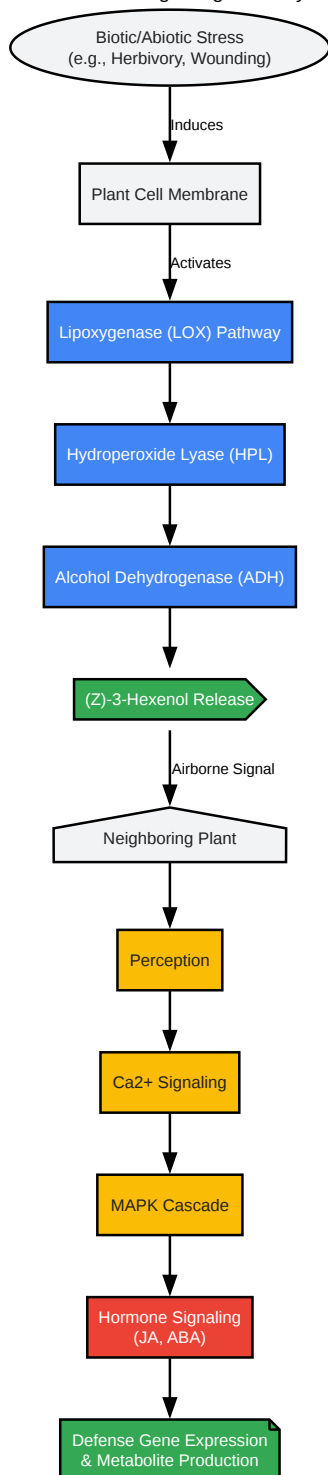 Biotic/Abiotic Stress
(e.g., Herbivory, Wounding)
Induces
Plant Cell Membrane
Activates
Lipoxygenase (LOX) Pathway
Hydroperoxide Lyase (HPL)
Alcohol Dehydrogenase (ADH)
(Z)-3-Hexenol Release
Airborne Signal
Neighboring Plant
Perception
Ca2+ Signaling
MAPK Cascade
Hormone Signaling
(JA, ABA)
Defense Gene Expression
& Metabolite Production